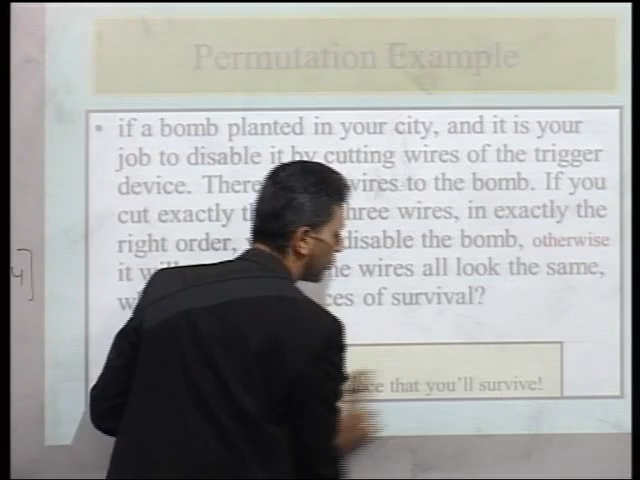 Permutation Example
• if a bomb planted in your city, and it is your
job to disable it by cutting wires of the trigger
device. There wires to the bomb. If you
cut exactly three wires, in exactly the
right order, disable the bomb, otherwise
it wires all look the same,
of survival?
that you'll survive!
4]